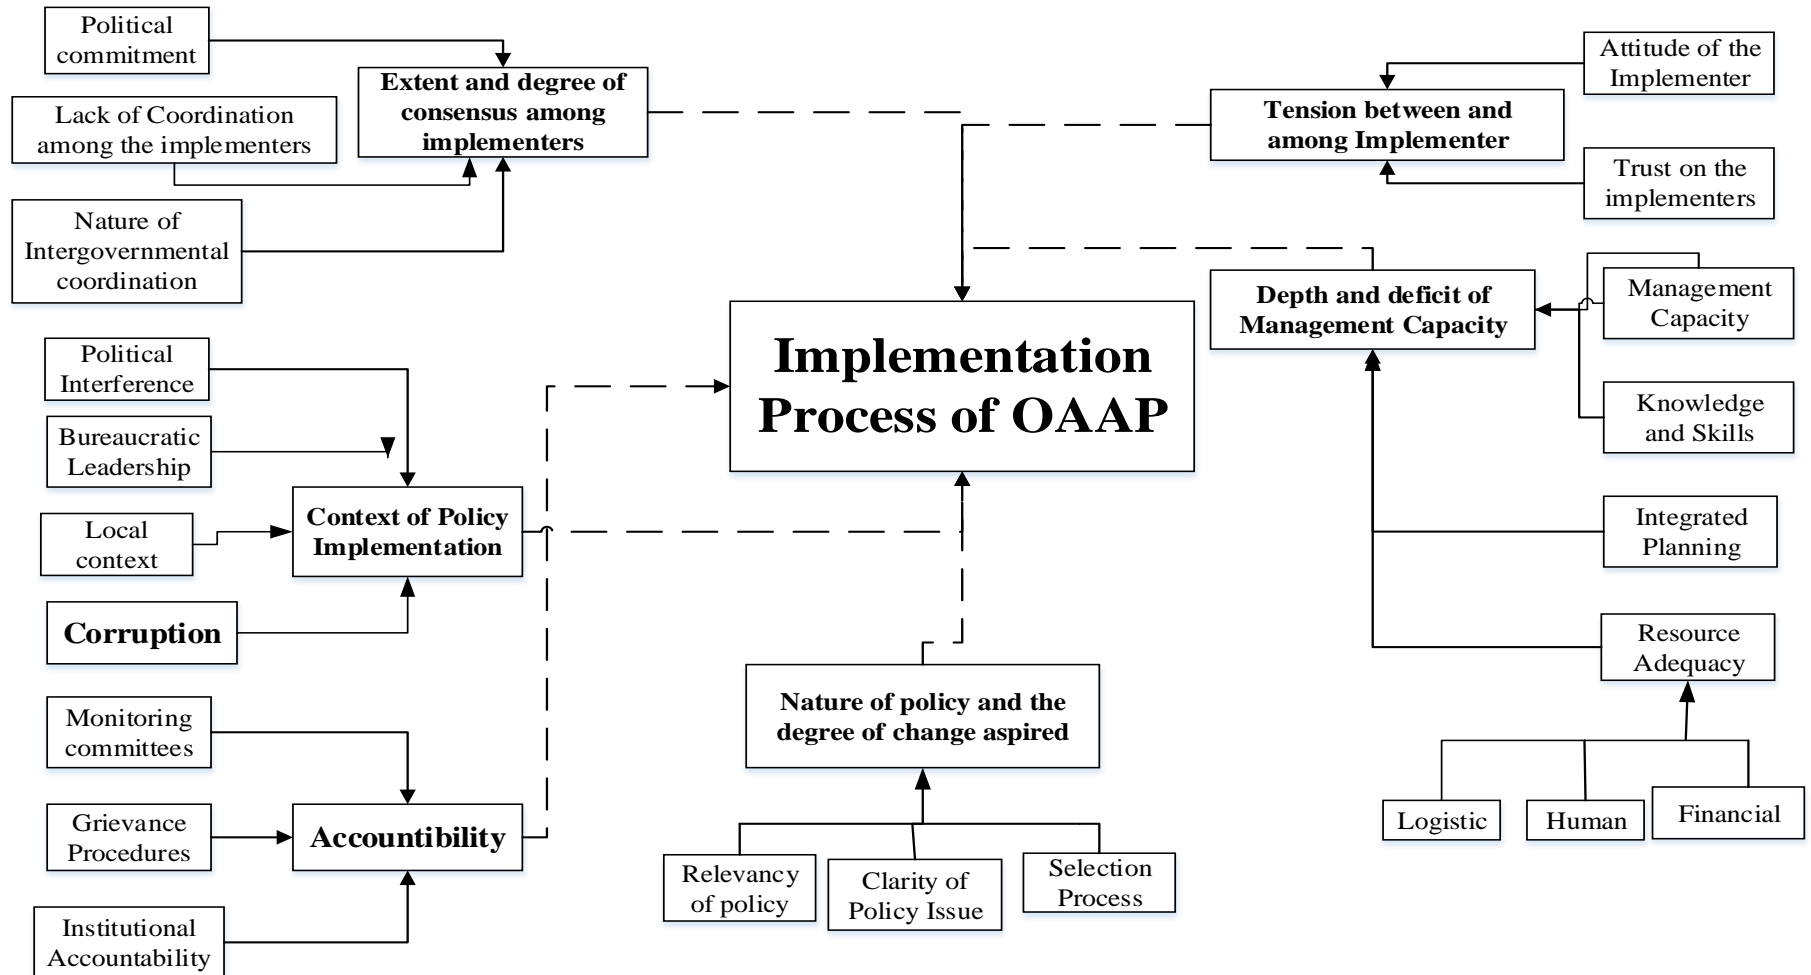 Political
commitment
Extent and degree of
consensus among
implementers
Lack of Coordination
among the implementers
Nature of
Intergovernmental
coordination
Attitude of the
Implementer
Tension between and
among Implementer
Trust on the
implementers
Depth and deficit of
Management Capacity
Management
Capacity
Knowledge
and Skills
Integrated
Planning
Resource
Adequacy
Logistic
Human
Financial
Implementation
Process of OAAP
Political
Interference
Bureaucratic
Leadership
Local
context
Context of Policy
Implementation
Corruption
Monitoring
committees
Grievance
Procedures
Accountibility
Institutional
Accountability
Nature of policy and the
degree of change aspired
Relevancy
of policy
Clarity of
Policy Issue
Selection
Process